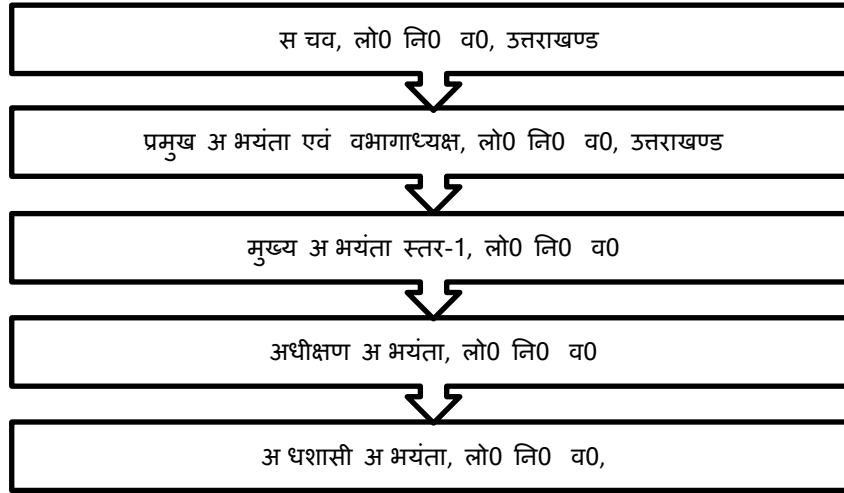 स चव, लो0 नि0 व0, उत्तराखण्ड
प्रमुख अ भयंता एवं वभागाध्यक्ष, लो0 नि0 व0, उत्तराखण्ड
मुख्य अ भयंता स्तर-1, लो0 नि0 व0
अधीक्षण अ भयंता, लो0 नि0 व0
अ धशासी अ भयंता, लो0 नि0 व0,